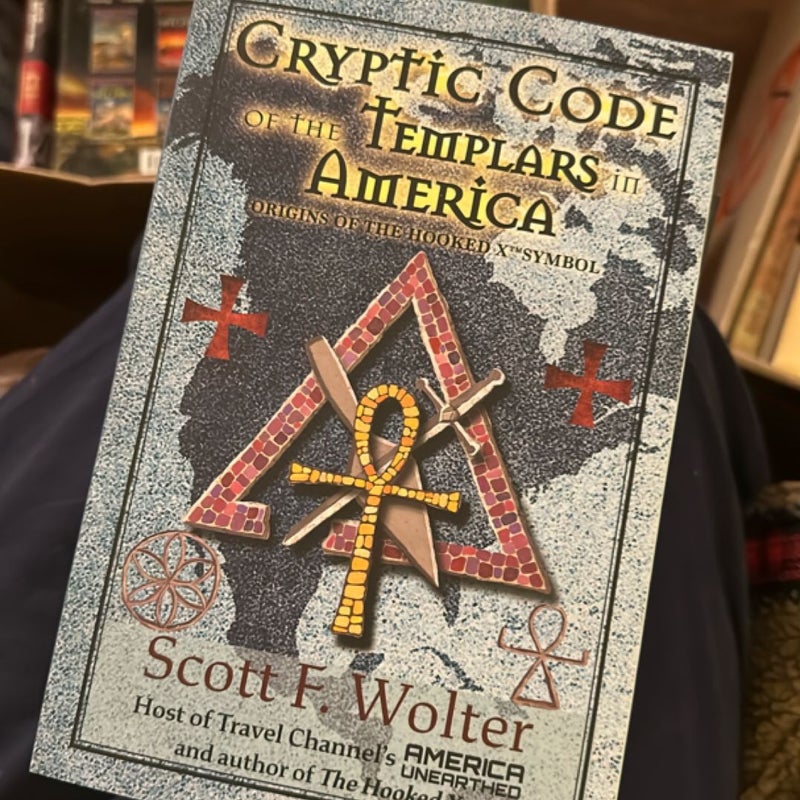 CRYPTIC CODE
OF THE TEMPLARS IN
AMERICA
ORIGINS OF THE HOOKED X™ SYMBOL
Scott F. Wolter
Host of Travel Channel's AMERICA
UNEARTHED
and author of The Hooked X